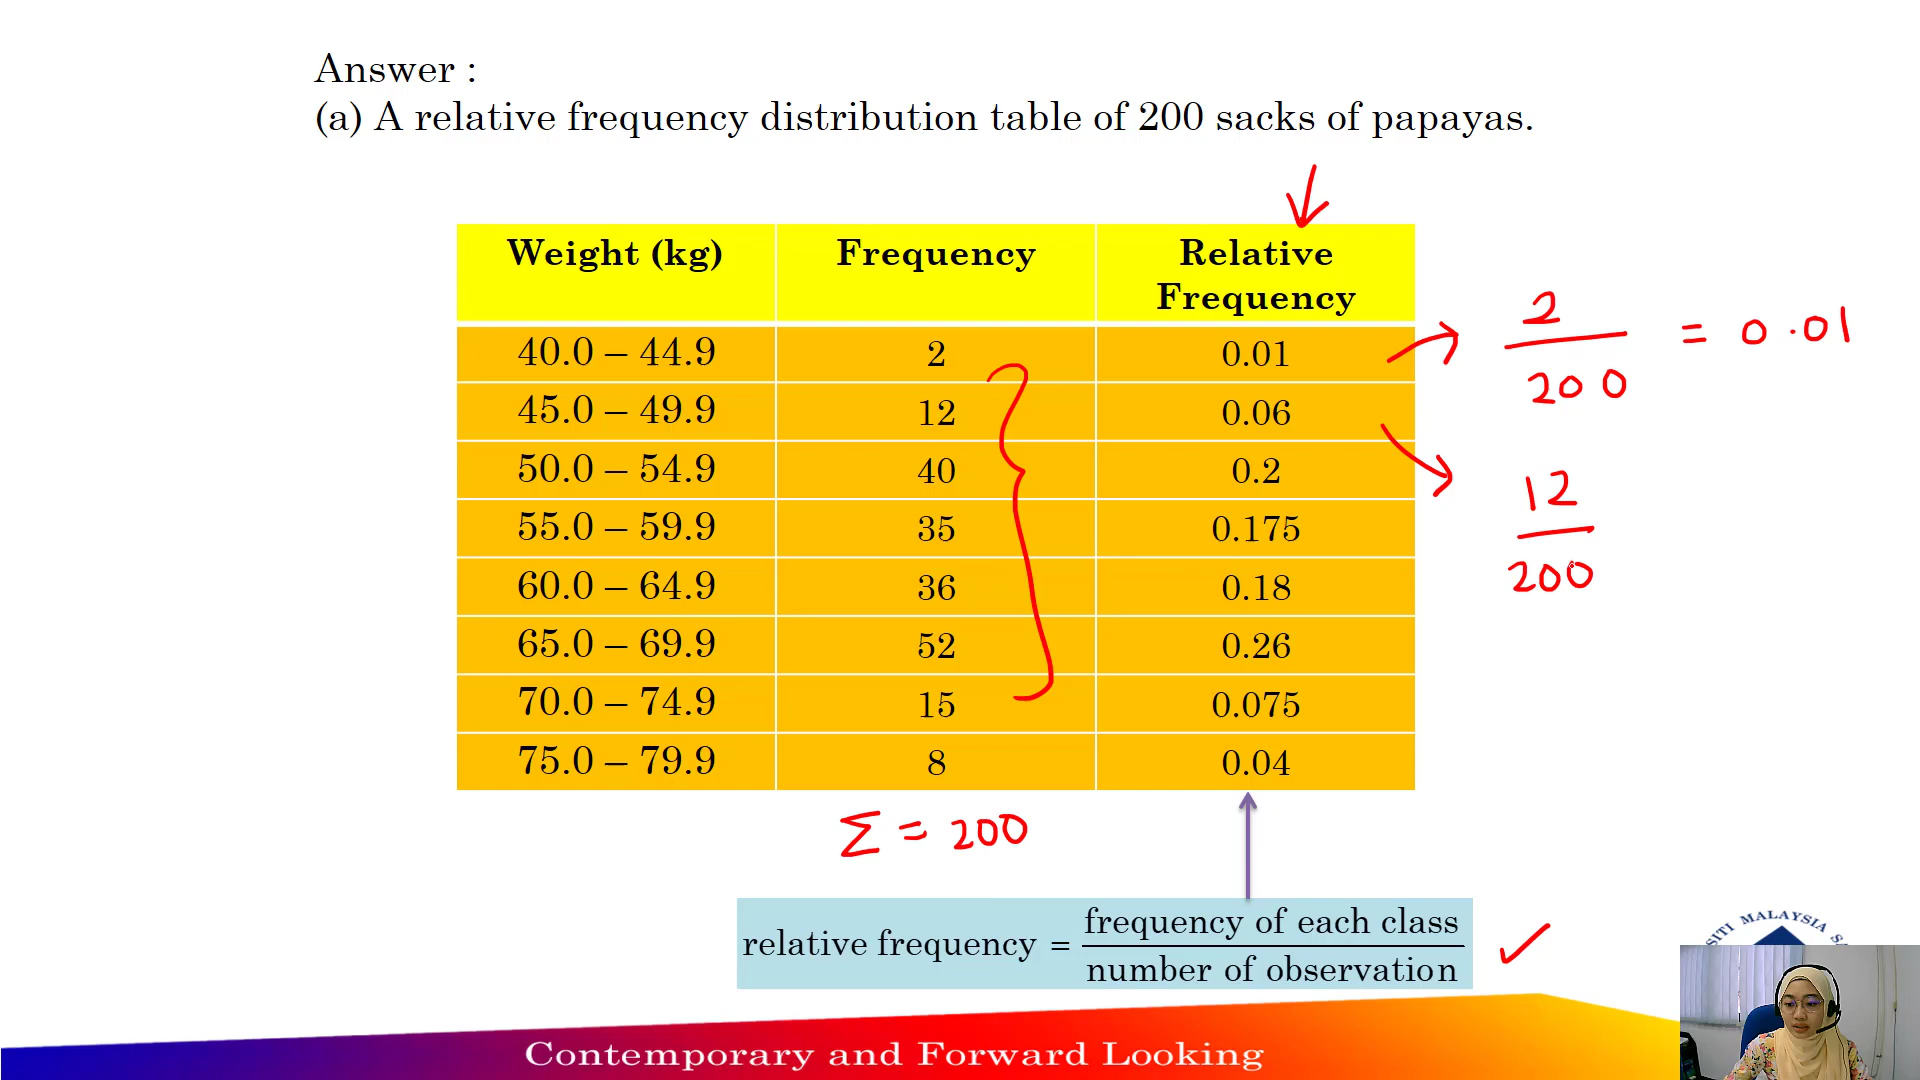 Answer :
(a) A relative frequency distribution table of 200 sacks of papayas.
Weight (kg) Frequency Relative Frequency
40.0 – 44.9 2 0.01
45.0 – 49.9 12 0.06
50.0 – 54.9 40 0.2
55.0 – 59.9 35 0.175
60.0 – 64.9 36 0.18
65.0 – 69.9 52 0.26
70.0 – 74.9 15 0.075
75.0 – 79.9 8 0.04
2/200 = 0.01
12/200
Σ = 200
relative frequency = frequency of each class / number of observation
MALAYSIA
Contemporary and Forward Looking